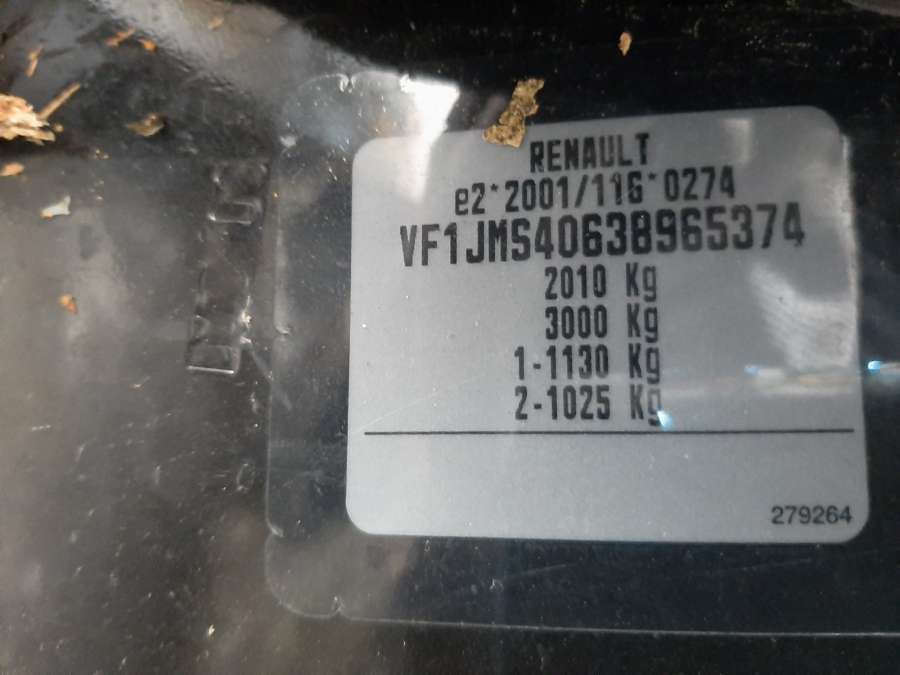 RENAULT
e2*2001/116*0274
VF1JMS40638965374
2010 Kg
3000 Kg
1-1130 Kg
2-1025 Kg
279264